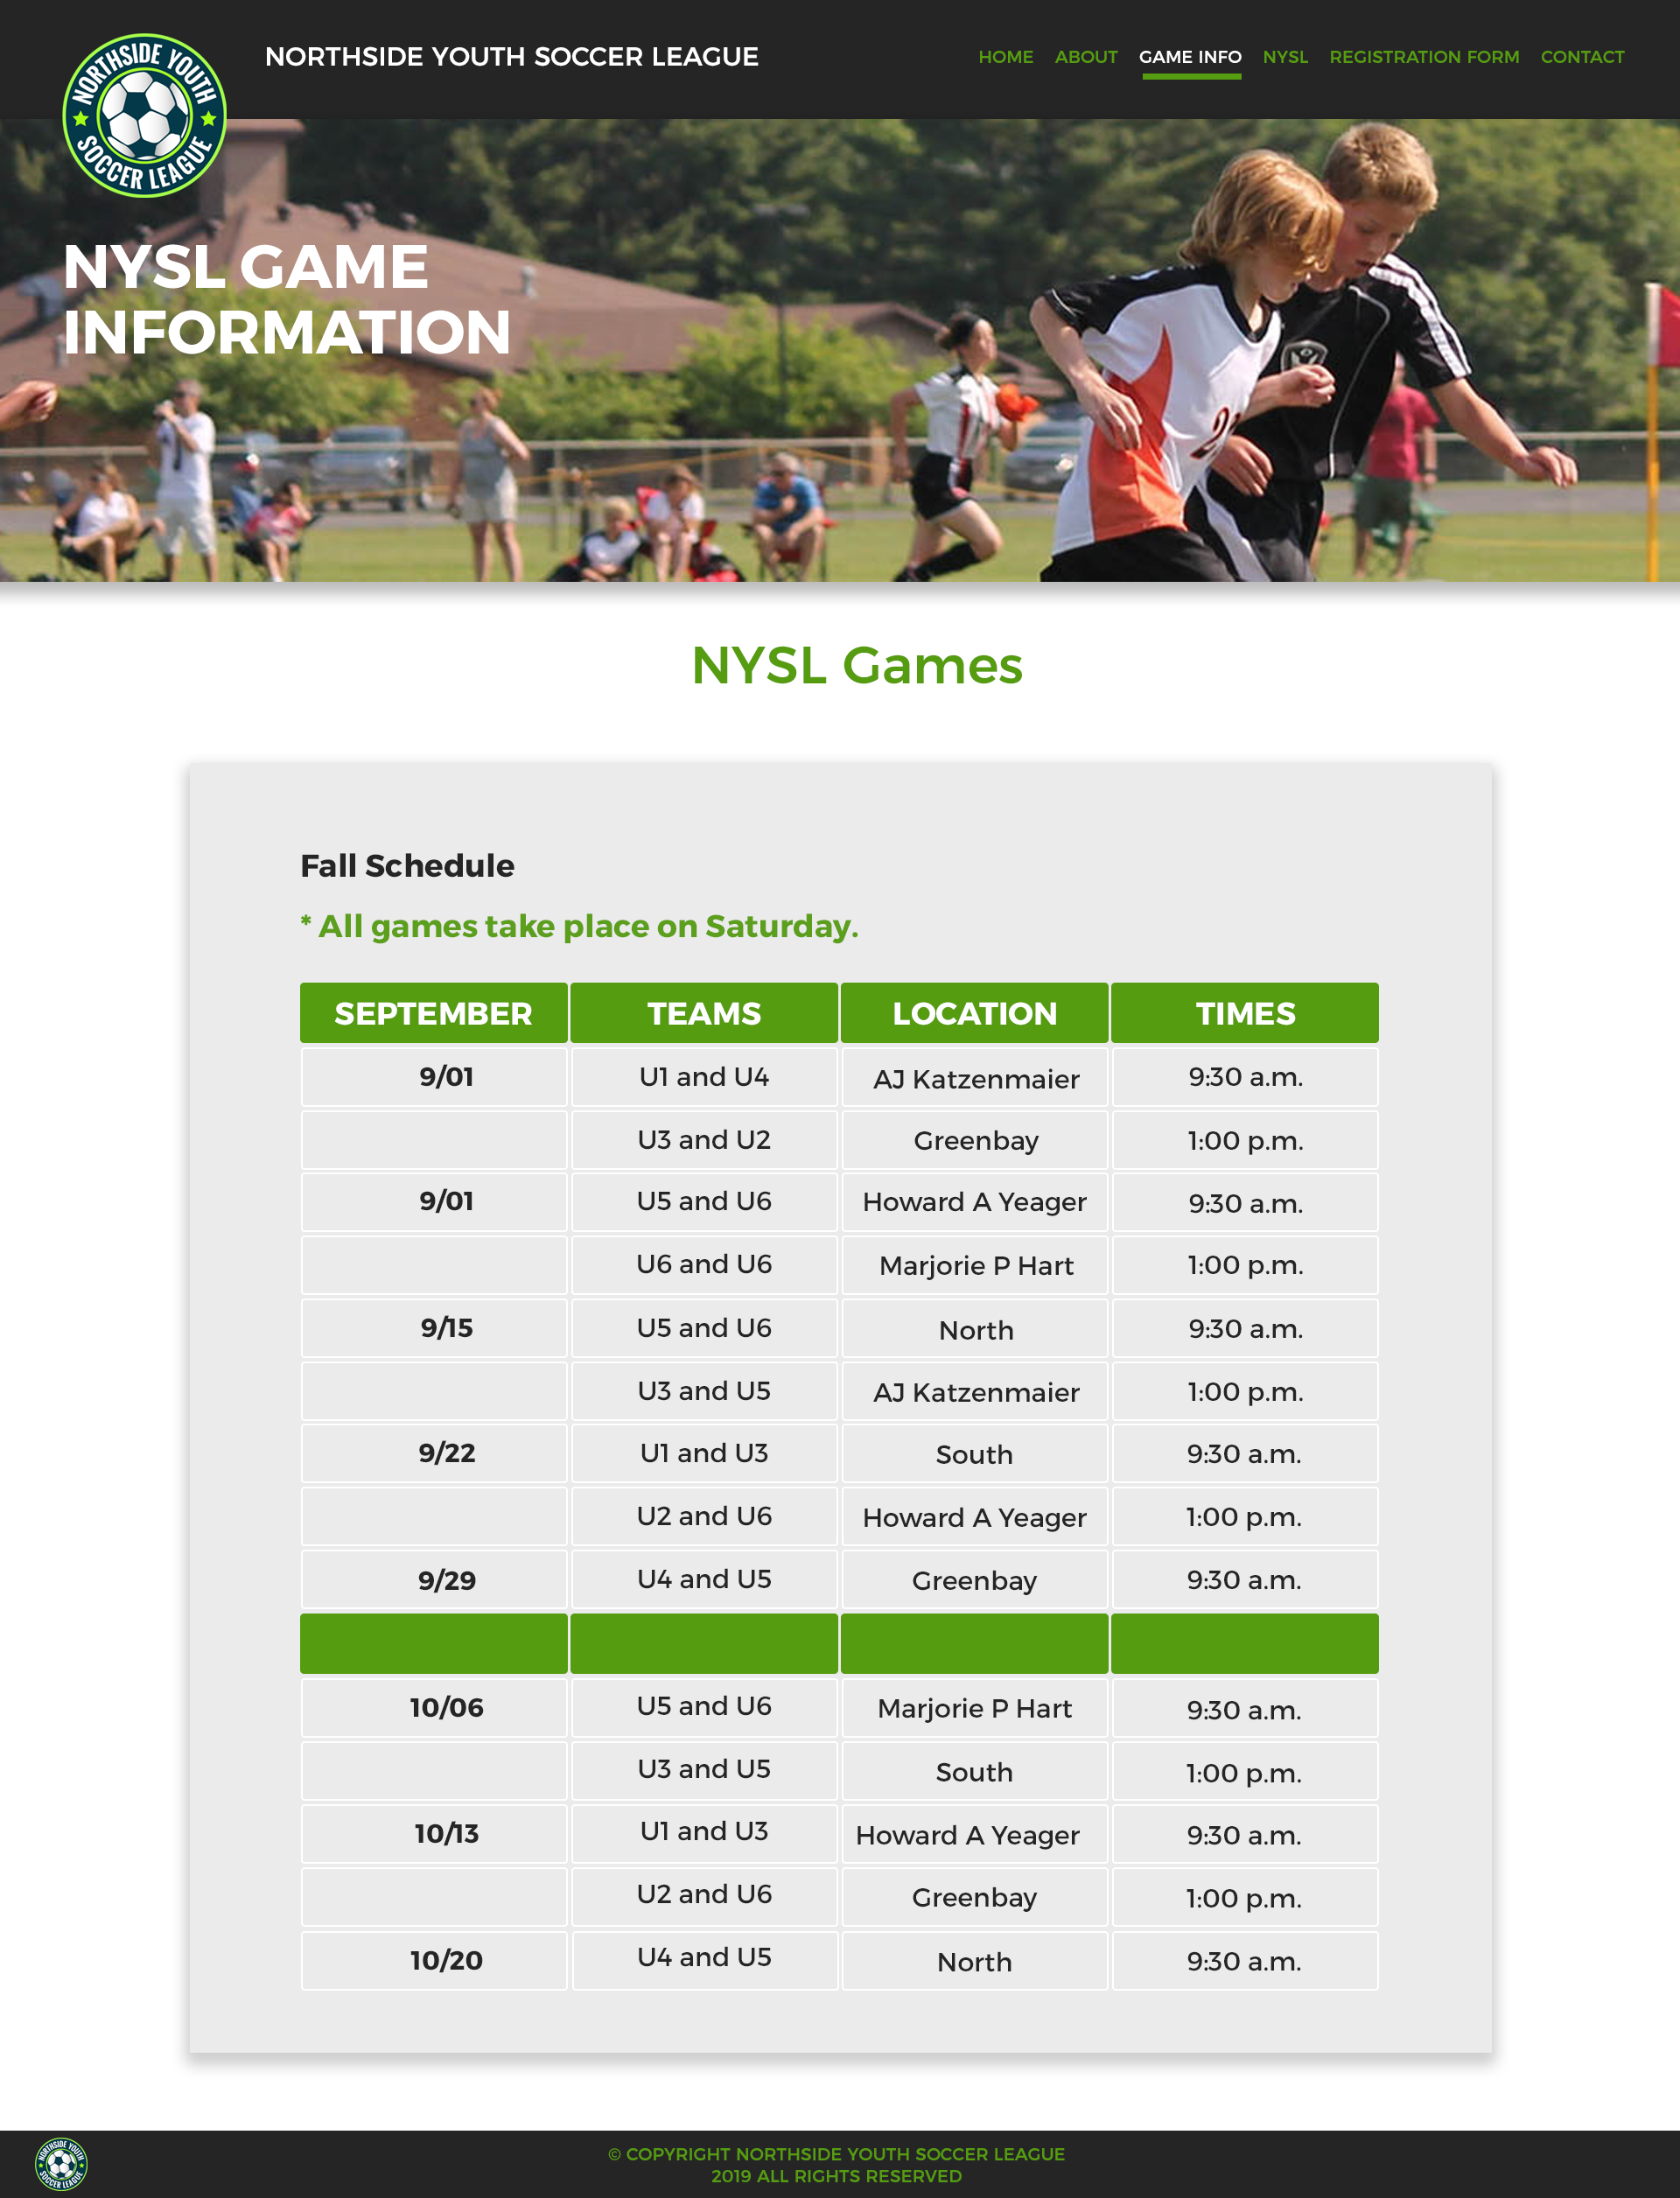 NORTHSIDE YOUTH
SOCCER LEAGUE
NORTHSIDE YOUTH SOCCER LEAGUE
HOME ABOUT GAME INFO NYSL REGISTRATION FORM CONTACT
NYSL GAME
INFORMATION
NYSL Games
Fall Schedule
* All games take place on Saturday.
SEPTEMBER TEAMS LOCATION TIMES
9/01 U1 and U4 AJ Katzenmaier 9:30 a.m.
U3 and U2 Greenbay 1:00 p.m.
9/01 U5 and U6 Howard A Yeager 9:30 a.m.
U6 and U6 Marjorie P Hart 1:00 p.m.
9/15 U5 and U6 North 9:30 a.m.
U3 and U5 AJ Katzenmaier 1:00 p.m.
9/22 U1 and U3 South 9:30 a.m.
U2 and U6 Howard A Yeager 1:00 p.m.
9/29 U4 and U5 Greenbay 9:30 a.m.
10/06 U5 and U6 Marjorie P Hart 9:30 a.m.
U3 and U5 South 1:00 p.m.
10/13 U1 and U3 Howard A Yeager 9:30 a.m.
U2 and U6 Greenbay 1:00 p.m.
10/20 U4 and U5 North 9:30 a.m.
NORTHSIDE YOUTH
SOCCER LEAGUE
© COPYRIGHT NORTHSIDE YOUTH SOCCER LEAGUE
2019 ALL RIGHTS RESERVED